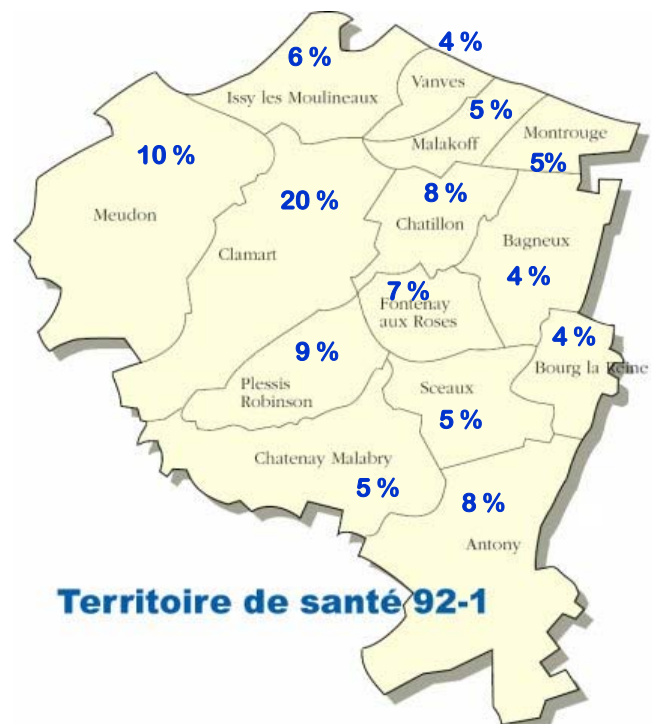 4 %
6 %
Vanves
Issy les Moulineaux
5 %
Montrouge
Malakoff
10 %
5%
20 %
8 %
Meudon
Chatillon
Bagneux
Clamart
4 %
7 %
Fontenay
aux Roses
4 %
9 %
Bourg la Reine
Plessis
Robinson
Sceaux
5 %
Chatenay Malabry
5 %
8 %
Antony
Territoire de santé 92-1